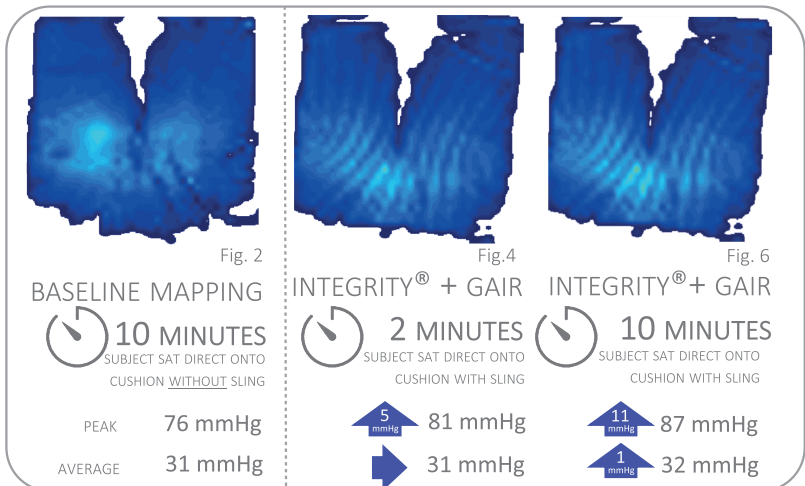 Fig. 2
BASELINE MAPPING
10 MINUTES
SUBJECT SAT DIRECT ONTO
CUSHION WITHOUT SLING
PEAK 76 mmHg
AVERAGE 31 mmHg
Fig.4
INTEGRITY® + GAIR
2 MINUTES
SUBJECT SAT DIRECT ONTO
CUSHION WITH SLING
5 mmHg 81 mmHg
31 mmHg
Fig. 6
INTEGRITY®+ GAIR
10 MINUTES
SUBJECT SAT DIRECT ONTO
CUSHION WITH SLING
11 mmHg 87 mmHg
1 mmHg 32 mmHg